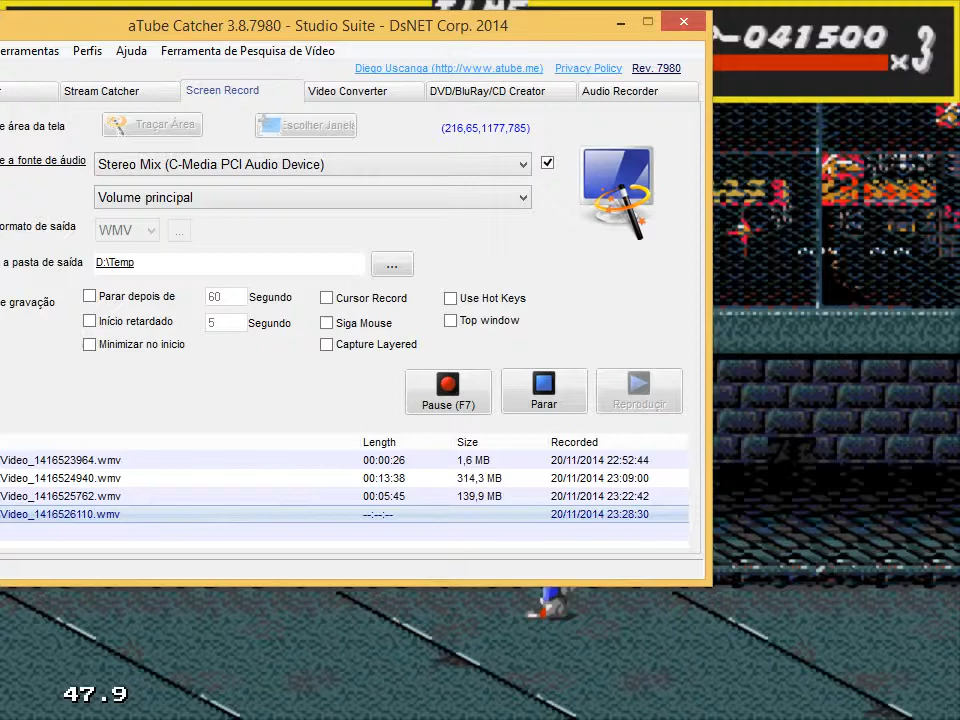 aTube Catcher 3.8.7980 - Studio Suite - DsNET Corp. 2014
erramentas Perfis Ajuda Ferramenta de Pesquisa de Vídeo
Diego Uscanga (http://www.atube.me) Privacy Policy Rev. 7980
Stream Catcher Screen Record Video Converter DVD/BluRay/CD Creator Audio Recorder
e área da tela Traçar Área Escolher Janela (216,65,1177,785)
e a fonte de áudio Stereo Mix (C-Media PCI Audio Device)
Volume principal
ormato de saída WMV ...
a pasta de saída D:\Temp ...
e gravação Parar depois de 60 Segundo Cursor Record Use Hot Keys
Início retardado 5 Segundo Siga Mouse Top window
Minimizar no inicio Capture Layered
Pause (F7) Parar Reproducir
Length Size Recorded
Video_1416523964.wmv 00:00:26 1,6 MB 20/11/2014 22:52:44
Video_1416524940.wmv 00:13:38 314,3 MB 20/11/2014 23:09:00
Video_1416525762.wmv 00:05:45 139,9 MB 20/11/2014 23:22:42
Video_1416526110.wmv --:--:-- 20/11/2014 23:28:30
041500
x3
47.9